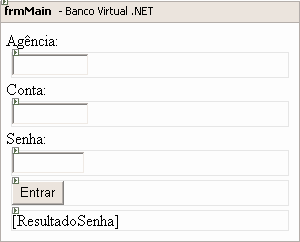 frmMain - Banco Virtual .NET
Agência:
Conta:
Senha:
Entrar
[ResultadoSenha]